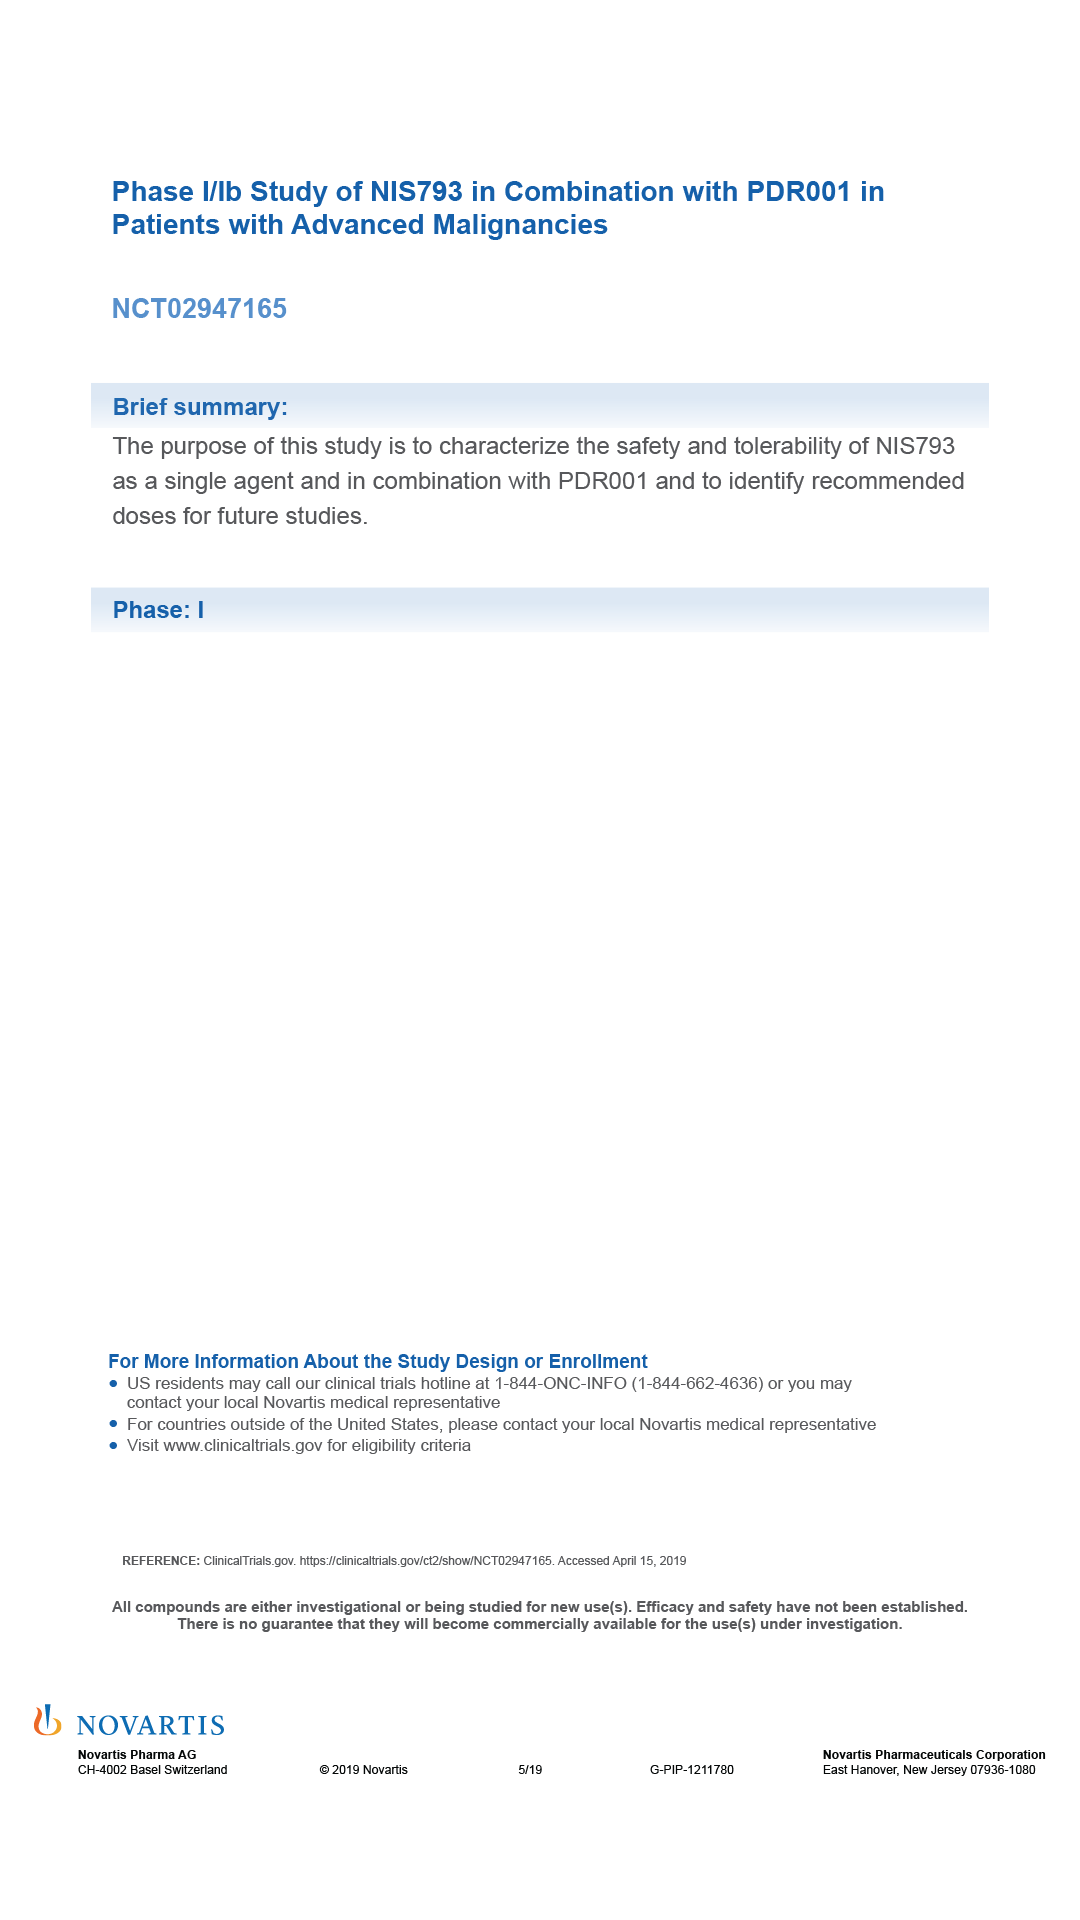 Phase I/Ib Study of NIS793 in Combination with PDR001 in
Patients with Advanced Malignancies
NCT02947165
Brief summary:
The purpose of this study is to characterize the safety and tolerability of NIS793
as a single agent and in combination with PDR001 and to identify recommended
doses for future studies.
Phase: I
For More Information About the Study Design or Enrollment
• US residents may call our clinical trials hotline at 1-844-ONC-INFO (1-844-662-4636) or you may
contact your local Novartis medical representative
• For countries outside of the United States, please contact your local Novartis medical representative
• Visit www.clinicaltrials.gov for eligibility criteria
REFERENCE: ClinicalTrials.gov. https://clinicaltrials.gov/ct2/show/NCT02947165. Accessed April 15, 2019
All compounds are either investigational or being studied for new use(s). Efficacy and safety have not been established.
There is no guarantee that they will become commercially available for the use(s) under investigation.
NOVARTIS
Novartis Pharma AG
CH-4002 Basel Switzerland
© 2019 Novartis
5/19
G-PIP-1211780
Novartis Pharmaceuticals Corporation
East Hanover, New Jersey 07936-1080